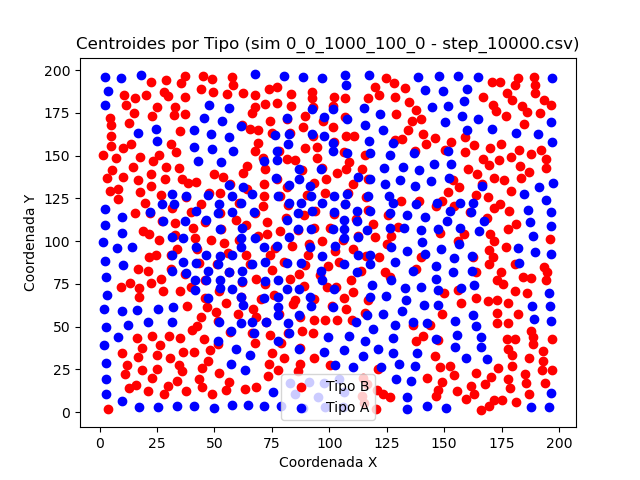 Centroides por Tipo (sim 0_0_1000_100_0 - step_10000.csv)
200
175
150
125
100
75
50
25
0
Coordenada Y
Tipo B
Tipo A
0 25 50 75 100 125 150 175 200
Coordenada X